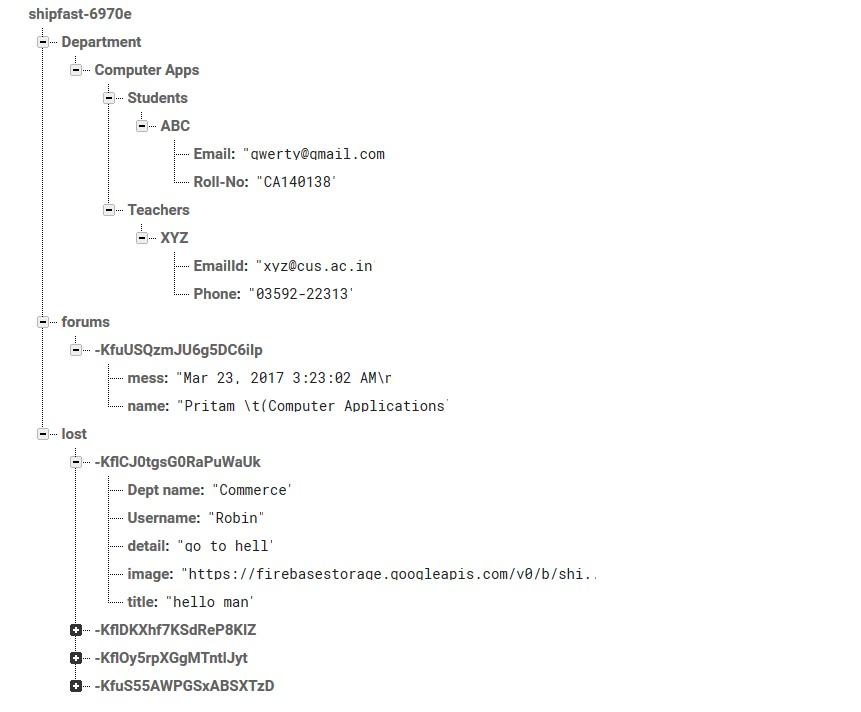 shipfast-6970e
Department
Computer Apps
Students
ABC
Email: "qwerty@gmail.com
Roll-No: "CA140138'
Teachers
XYZ
EmailId: "xyz@cus.ac.in'
Phone: "03592-22313'
forums
-KfuUSQzmJU6g5DC6iIp
mess: "Mar 23, 2017 3:23:02 AM\r
name: "Pritam \t(Computer Applications'
lost
-KflCJ0tgsG0RaPuWaUk
Dept name: "Commerce'
Username: "Robin"
detail: "go to hell'
image: "https://firebasestorage.googleapis.com/v0/b/shi..
title: "hello man'
-KflDKXhf7KSdReP8KlZ
-KflOy5rpXGgMTntlJyt
-KfuS55AWPGSxABSXTzD